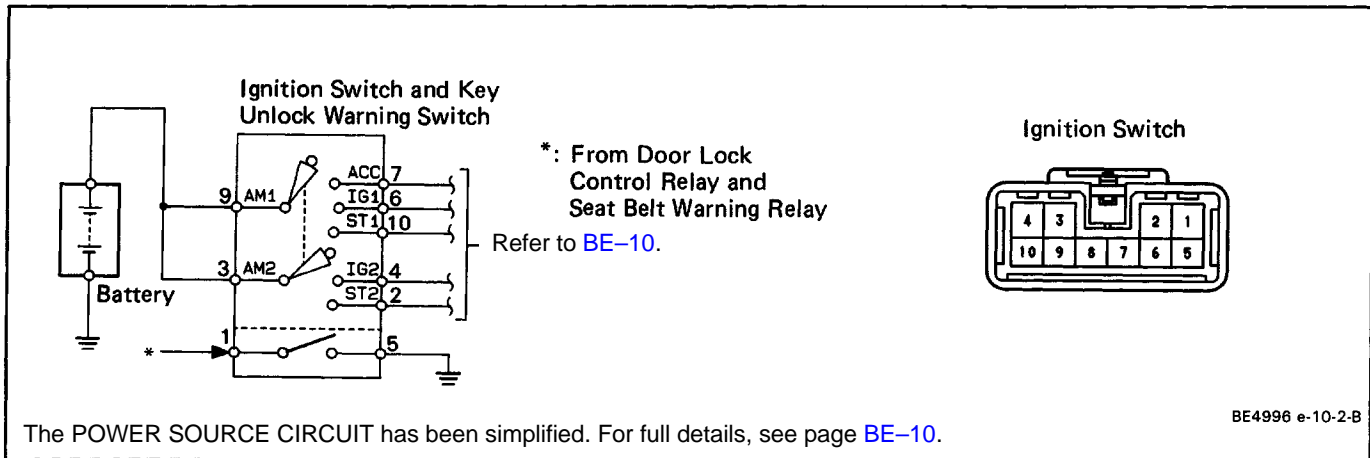 Ignition Switch and Key
Unlock Warning Switch
Ignition Switch
*: From Door Lock
Control Relay and
Seat Belt Warning Relay
ACC 7
9 AM1
IG1 6
ST1 10
Refer to BE–10.
3 AM2
IG2 4
ST2 2
Battery
1
5
*
4 3 2 1
10 9 8 7 6 5
BE4996 e-10-2-B
The POWER SOURCE CIRCUIT has been simplified. For full details, see page BE–10.